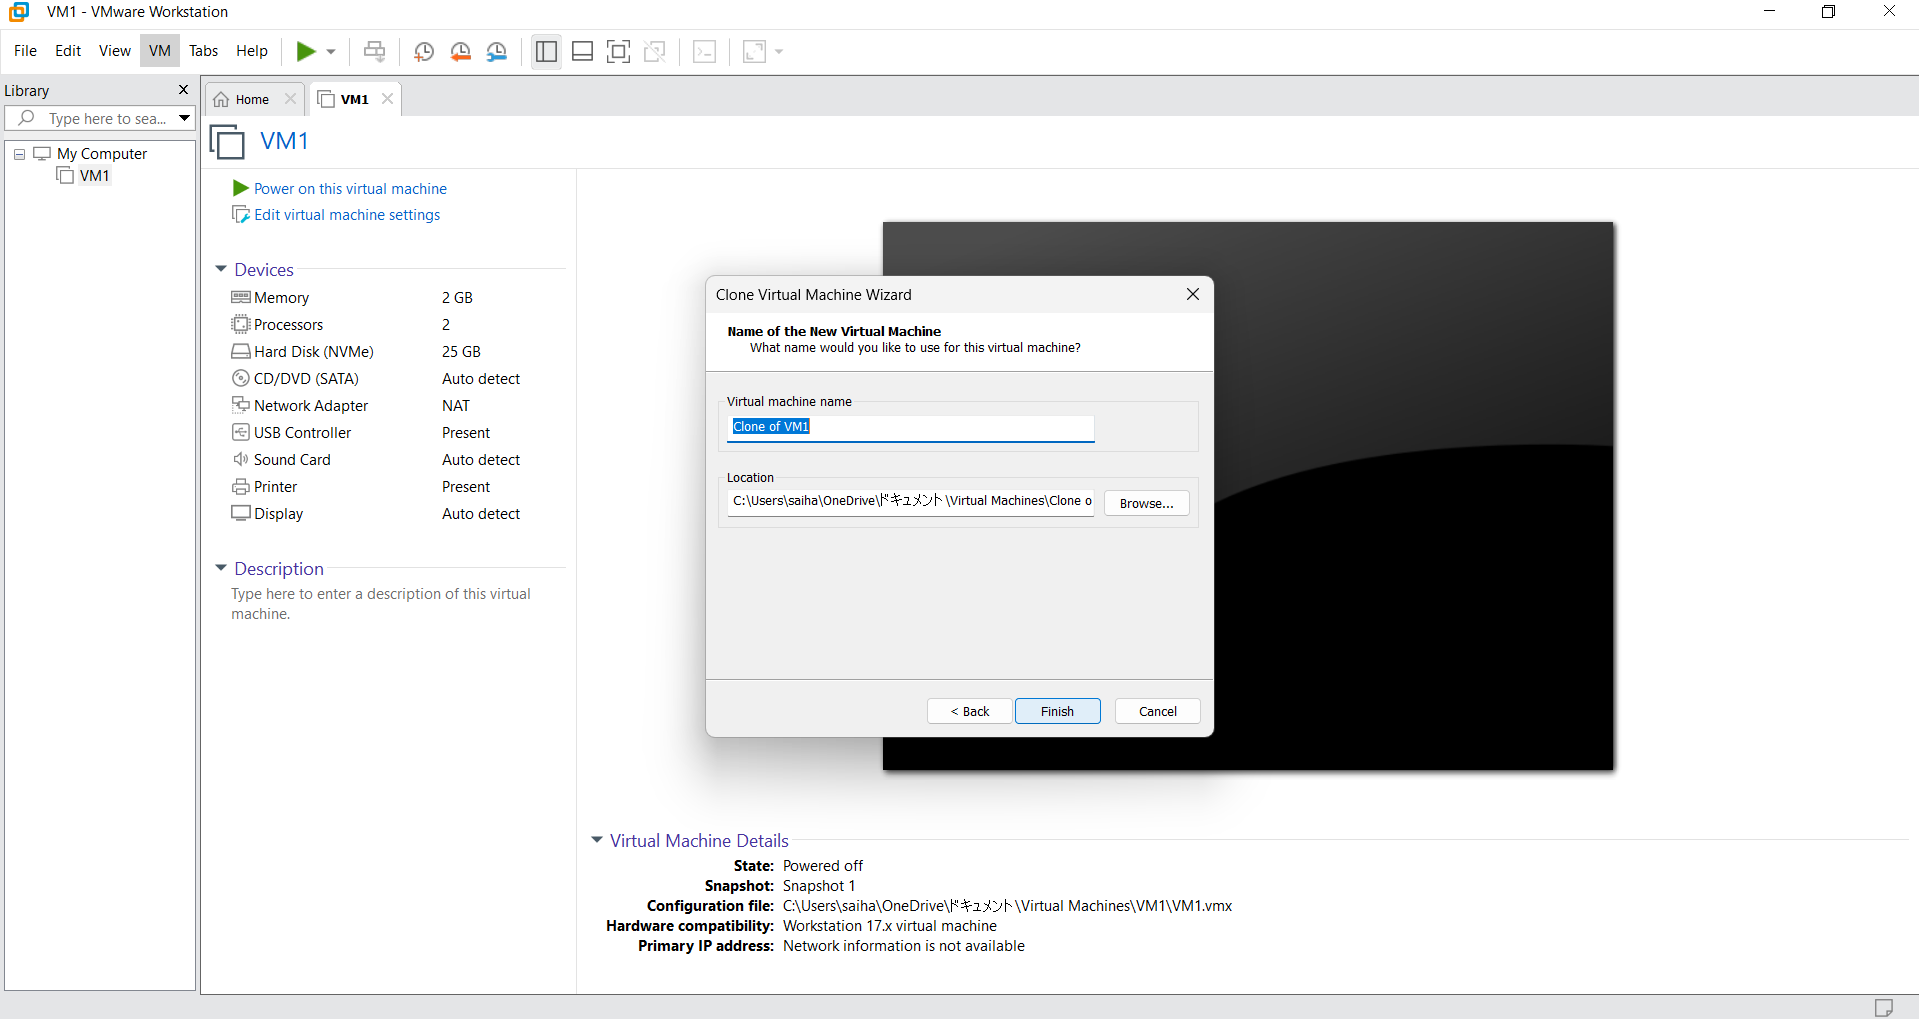 VM1 - VMware Workstation
File Edit View VM Tabs Help
Library
Type here to sea...
My Computer
VM1
Home
VM1
VM1
Power on this virtual machine
Edit virtual machine settings
Devices
Memory 2 GB
Processors 2
Hard Disk (NVMe) 25 GB
CD/DVD (SATA) Auto detect
Network Adapter NAT
USB Controller Present
Sound Card Auto detect
Printer Present
Display Auto detect
Description
Type here to enter a description of this virtual
machine.
Clone Virtual Machine Wizard
Name of the New Virtual Machine
What name would you like to use for this virtual machine?
Virtual machine name
Clone of VM1
Location
C:\Users\saiha\OneDrive\ドキュメント\Virtual Machines\Clone o
Browse...
< Back
Finish
Cancel
Virtual Machine Details
State: Powered off
Snapshot: Snapshot 1
Configuration file: C:\Users\saiha\OneDrive\ドキュメント\Virtual Machines\VM1\VM1.vmx
Hardware compatibility: Workstation 17.x virtual machine
Primary IP address: Network information is not available